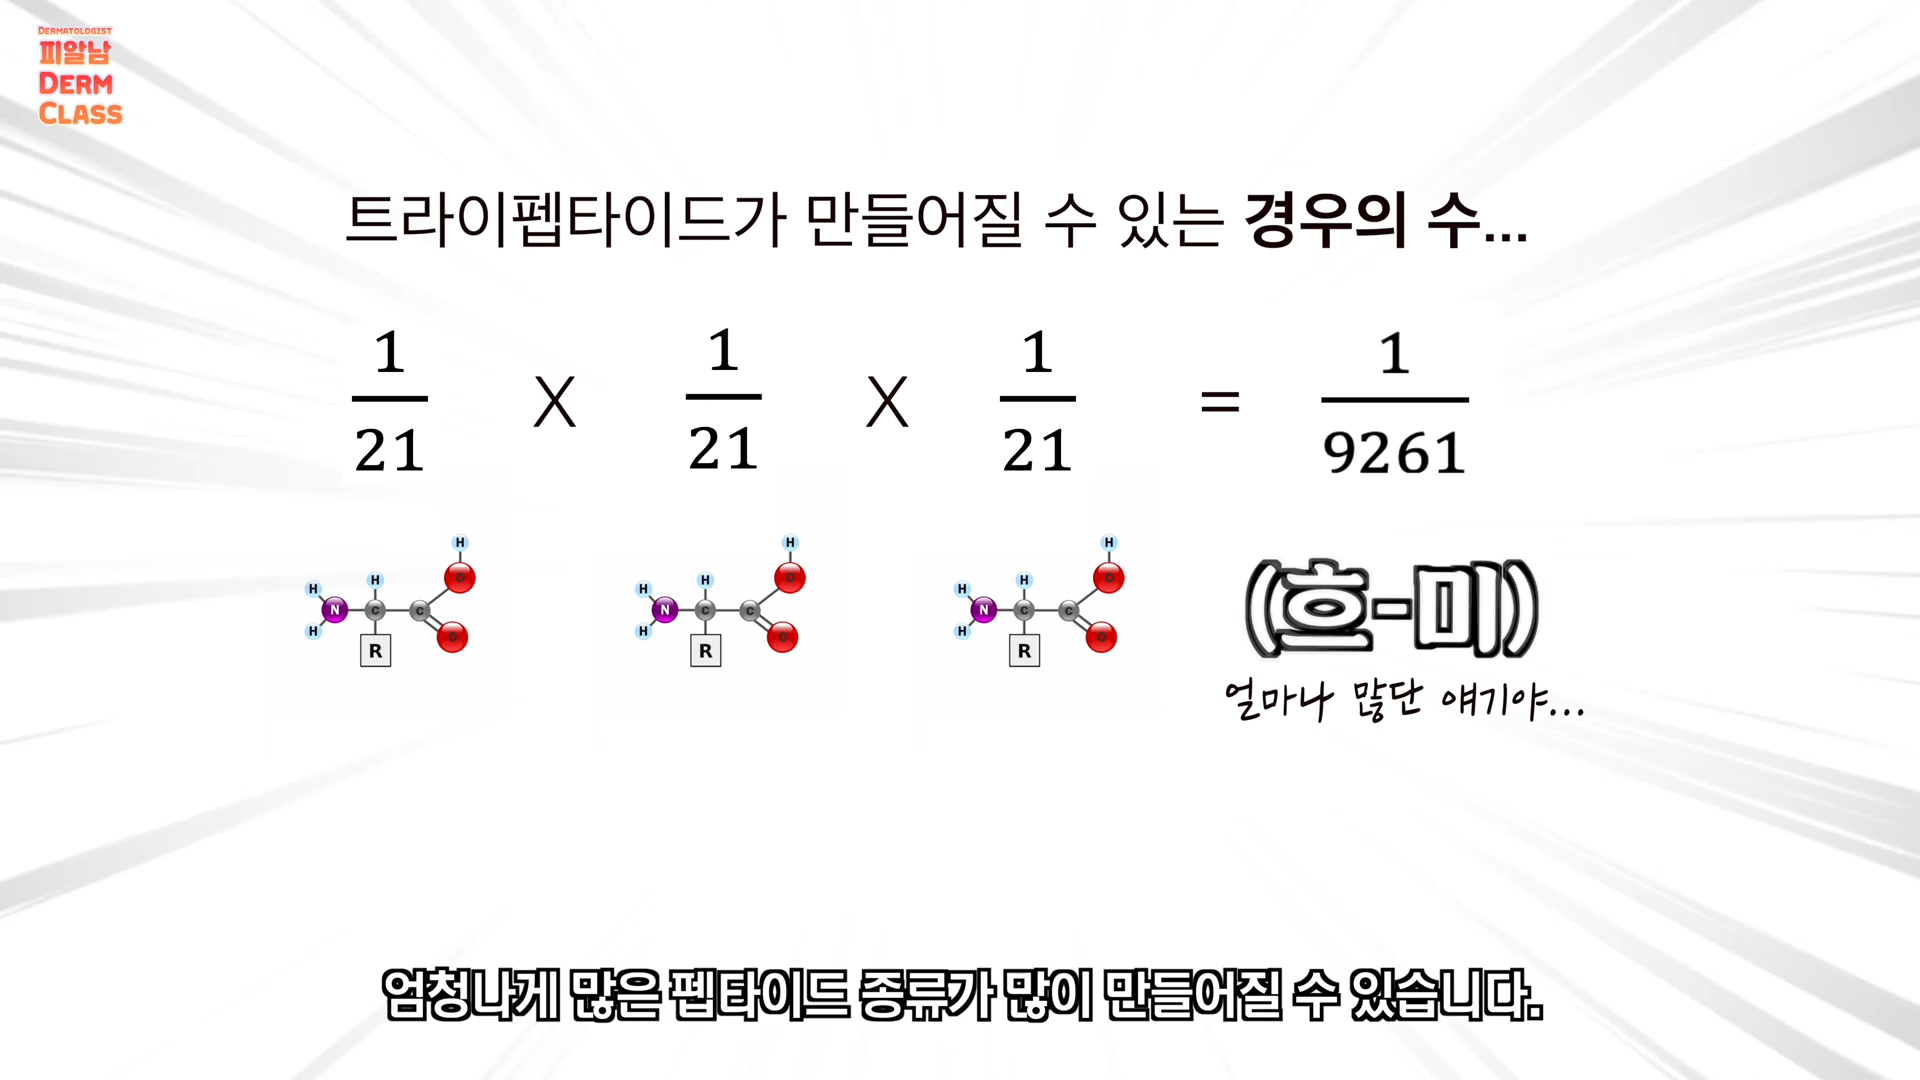 DERMATOLOGIST
피알남
DERM
CLASS
트라이펩타이드가 만들어질 수 있는 경우의 수...
1/21 X 1/21 X 1/21 = 1/9261
H H H H N C C O O R
H H H H N C C O O R
H H H H N C C O O R
(흐-미)
얼마나 많단 얘기야...
엄청나게 많은 펩타이드 종류가 많이 만들어질 수 있습니다.